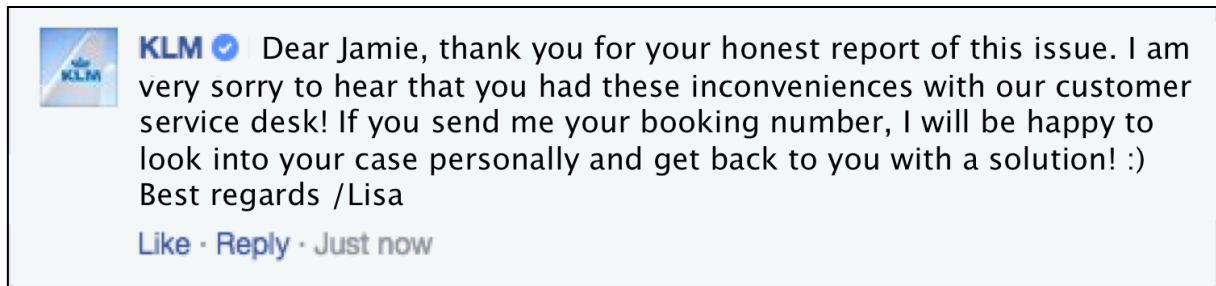 KLM Dear Jamie, thank you for your honest report of this issue. I am
KLM
very sorry to hear that you had these inconveniences with our customer
service desk! If you send me your booking number, I will be happy to
look into your case personally and get back to you with a solution! :)
Best regards /Lisa
Like · Reply · Just now